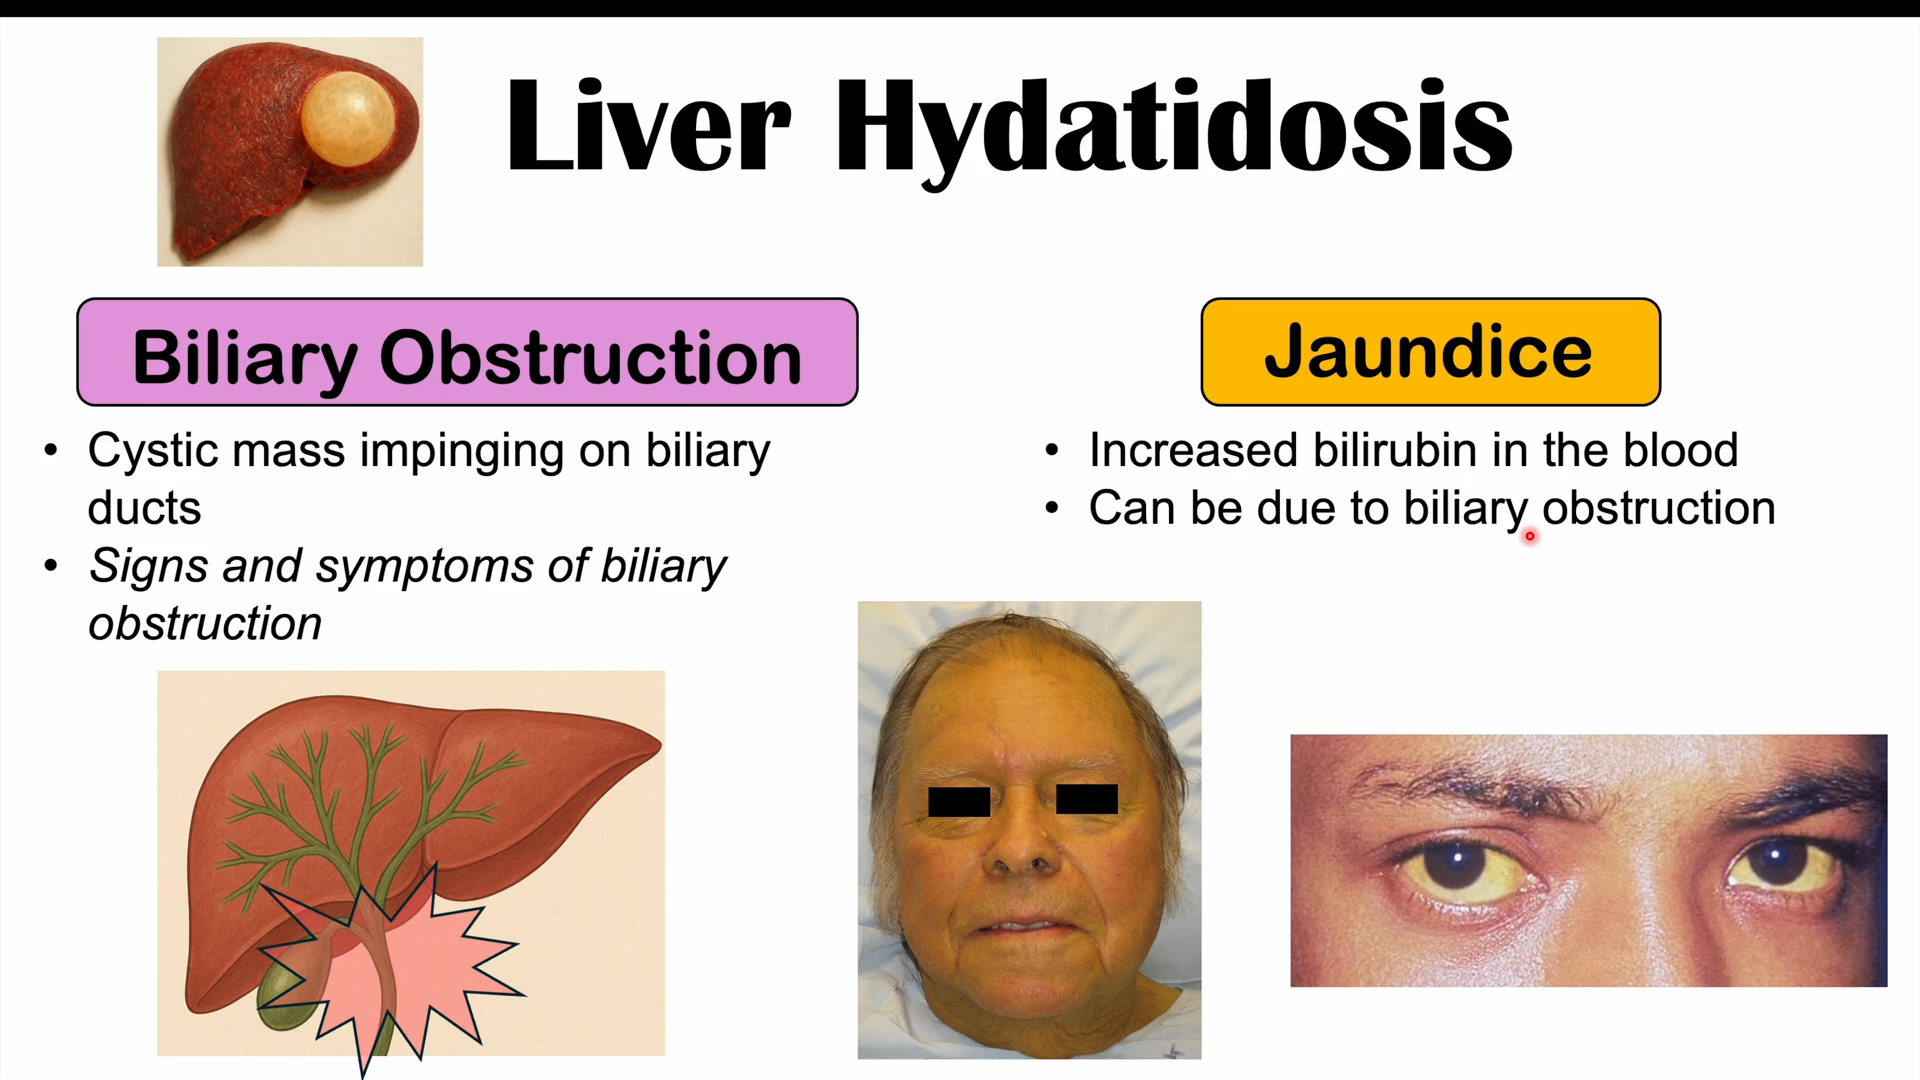 Liver Hydatidosis
Biliary Obstruction
• Cystic mass impinging on biliary
ducts
• Signs and symptoms of biliary
obstruction
Jaundice
• Increased bilirubin in the blood
• Can be due to biliary obstruction